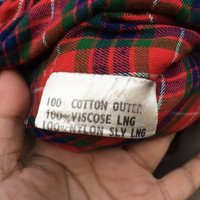 100% COTTON OUTER
100% VISCOSE LNG
100% NYLON SLV LNG